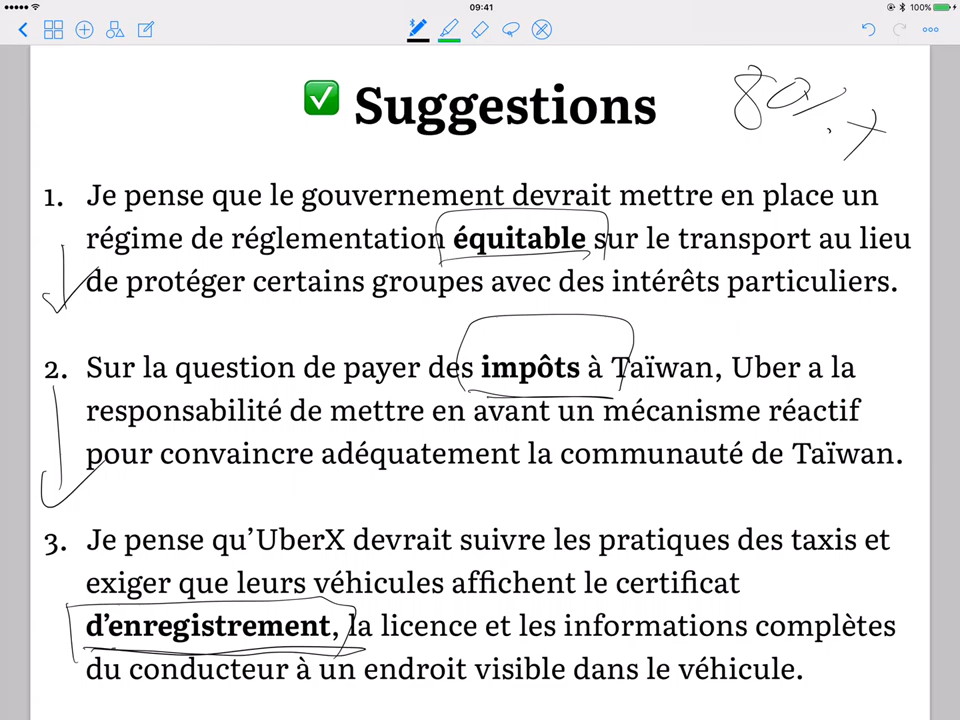 09:41
100%
Suggestions
80%
1. Je pense que le gouvernement devrait mettre en place un
régime de réglementation équitable sur le transport au lieu
de protéger certains groupes avec des intérêts particuliers.
2. Sur la question de payer des impôts à Taïwan, Uber a la
responsabilité de mettre en avant un mécanisme réactif
pour convaincre adéquatement la communauté de Taïwan.
3. Je pense qu’UberX devrait suivre les pratiques des taxis et
exiger que leurs véhicules affichent le certificat
d’enregistrement, la licence et les informations complètes
du conducteur à un endroit visible dans le véhicule.